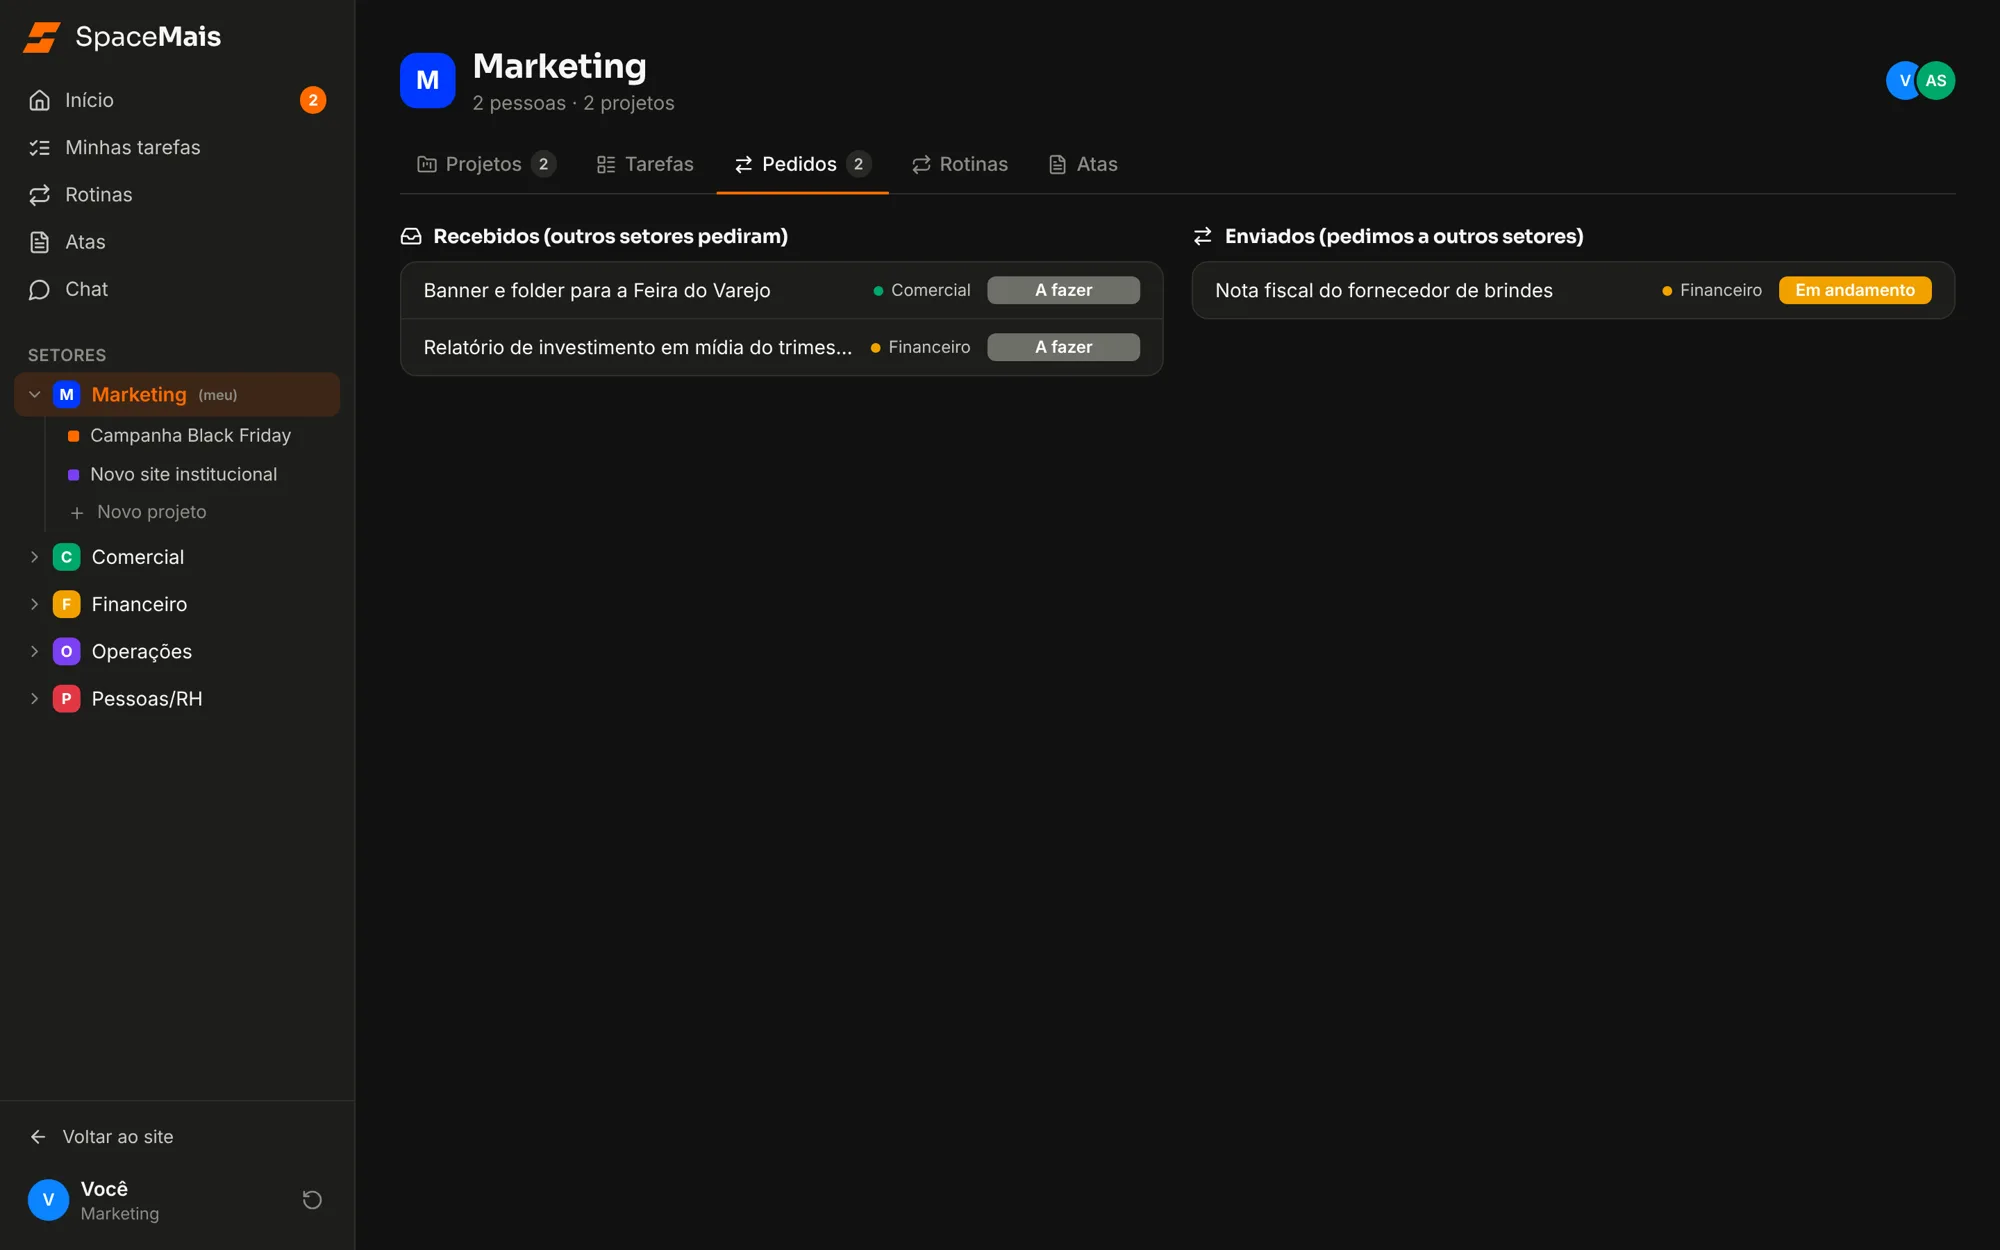 SpaceMais
Início 2
Minhas tarefas
Rotinas
Atas
Chat
SETORES
M Marketing (meu)
Campanha Black Friday
Novo site institucional
+ Novo projeto
C Comercial
F Financeiro
O Operações
P Pessoas/RH
Voltar ao site
V Você
Marketing
M Marketing
2 pessoas · 2 projetos
V AS
Projetos 2 Tarefas Pedidos 2 Rotinas Atas
Recebidos (outros setores pediram)
Banner e folder para a Feira do Varejo Comercial A fazer
Relatório de investimento em mídia do trimes... Financeiro A fazer
Enviados (pedimos a outros setores)
Nota fiscal do fornecedor de brindes Financeiro Em andamento